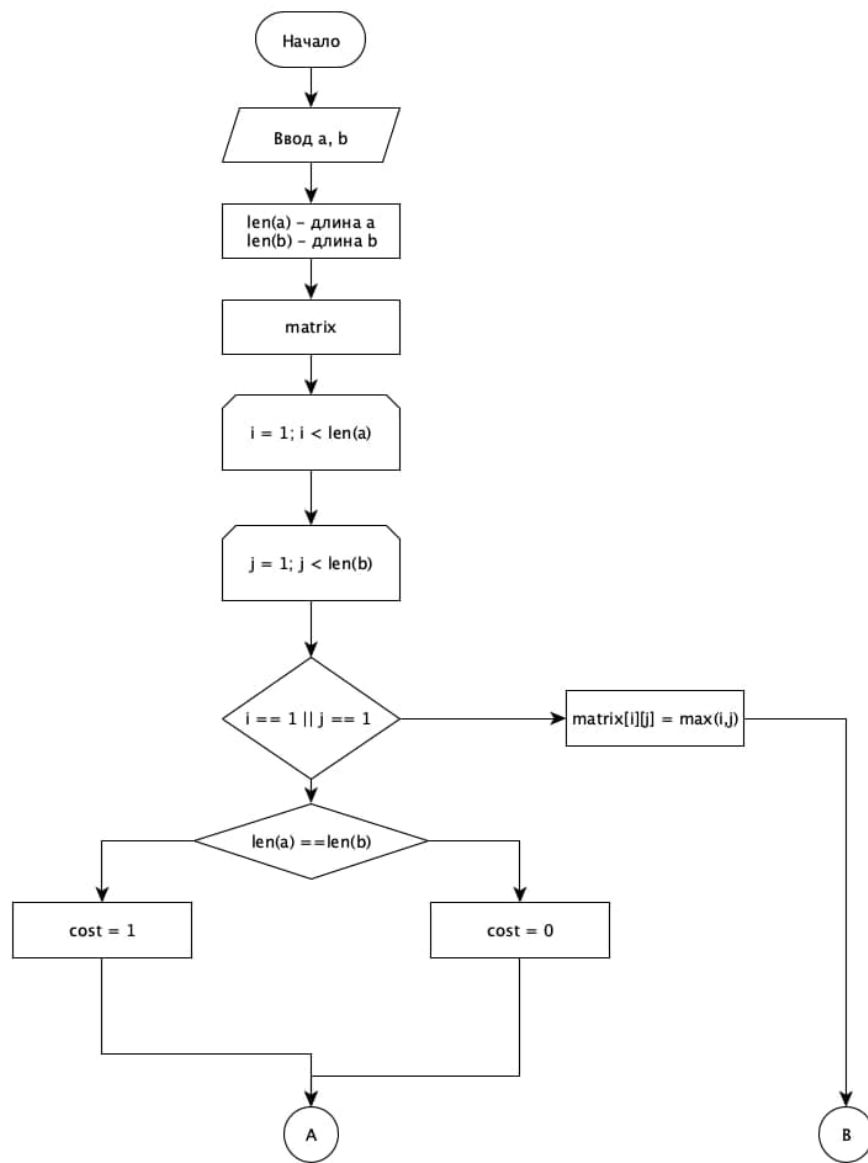 Начало
Ввод a, b
len(a) – длина a
len(b) – длина b
matrix
i = 1; i < len(a)
j = 1; j < len(b)
i == 1 || j == 1
matrix[i][j] = max(i,j)
len(a) ==len(b)
cost = 1
cost = 0
A
B